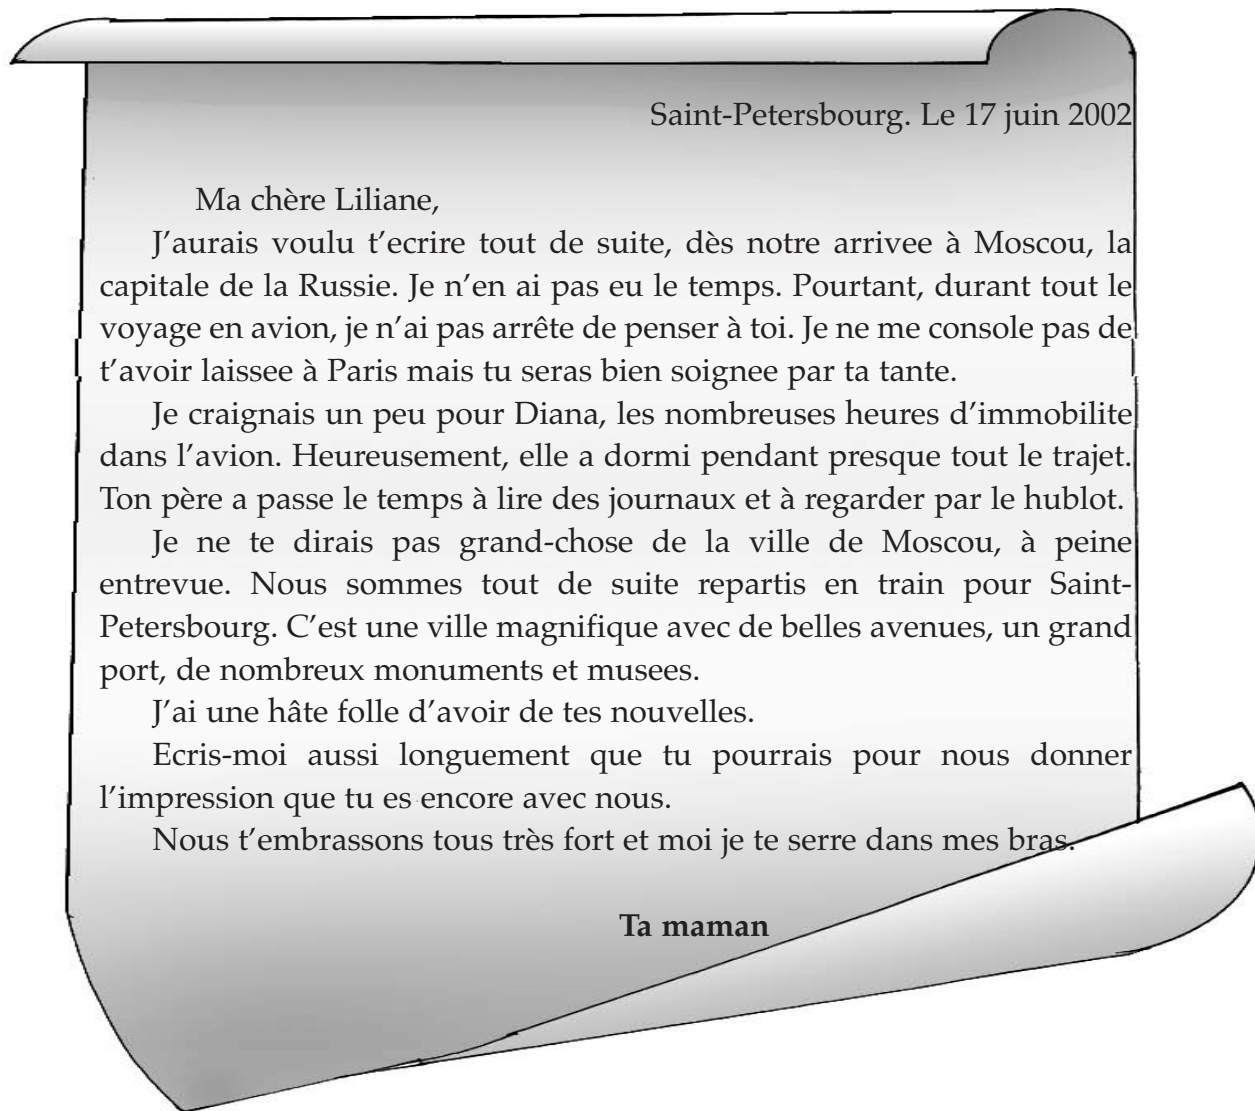 Saint-Petersbourg. Le 17 juin 2002
Ma chère Liliane,
J'aurais voulu t'ecrire tout de suite, dès notre arrivee à Moscou, la
capitale de la Russie. Je n'en ai pas eu le temps. Pourtant, durant tout le
voyage en avion, je n'ai pas arrête de penser à toi. Je ne me console pas de
t'avoir laissee à Paris mais tu seras bien soignee par ta tante.
Je craignais un peu pour Diana, les nombreuses heures d'immobilite
dans l'avion. Heureusement, elle a dormi pendant presque tout le trajet.
Ton père a passe le temps à lire des journaux et à regarder par le hublot.
Je ne te dirais pas grand-chose de la ville de Moscou, à peine
entrevue. Nous sommes tout de suite repartis en train pour Saint-
Petersbourg. C'est une ville magnifique avec de belles avenues, un grand
port, de nombreux monuments et musees.
J'ai une hâte folle d'avoir de tes nouvelles.
Ecris-moi aussi longuement que tu pourrais pour nous donner
l'impression que tu es encore avec nous.
Nous t'embrassons tous très fort et moi je te serre dans mes bras.
Ta maman